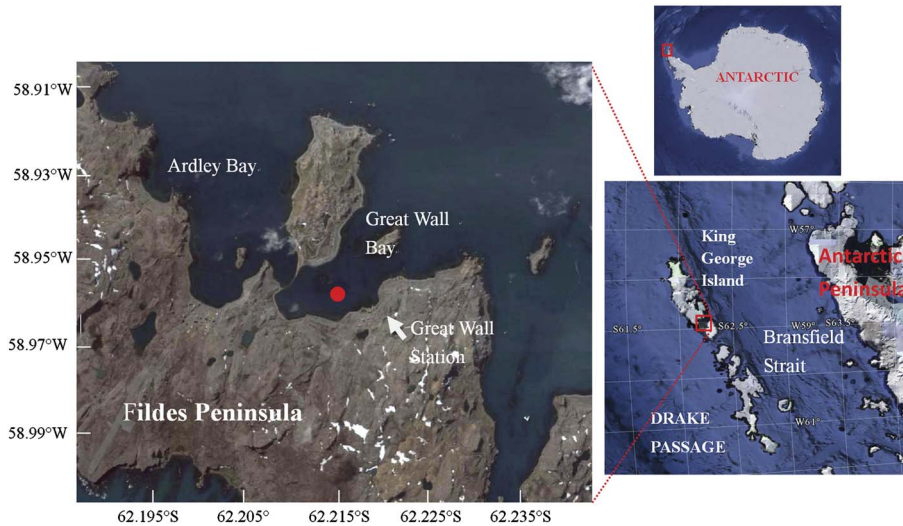 ANTARCTIC
58.91°W
58.93°W
58.95°W
58.97°W
58.99°W
62.195°S
62.205°S
62.215°S
62.225°S
62.235°S
Ardley Bay
Great Wall
Bay
Great Wall
Station
Fildes Peninsula
King
George
Island
W57°
Antarctic
Peninsula
S61.5°
S62.5°
W59°
S63.5°
Bransfield
Strait
W61°
DRAKE
PASSAGE